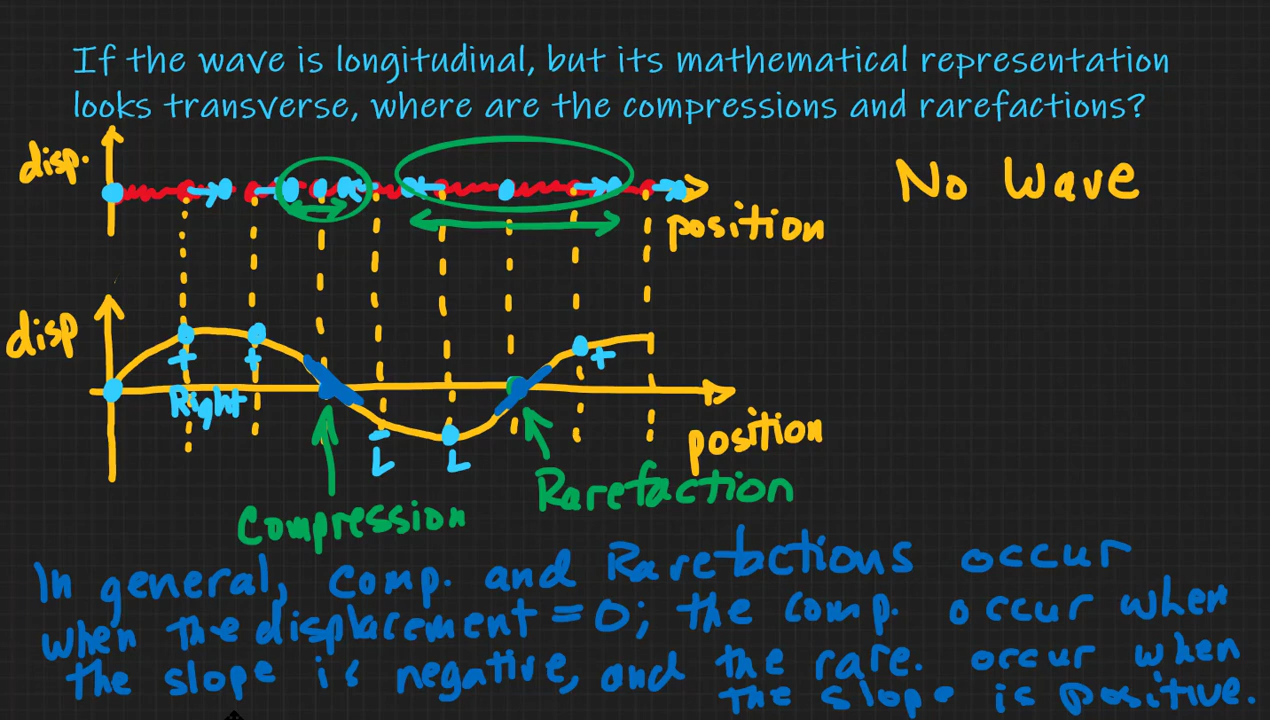 If the wave is longitudinal, but its mathematical representation
looks transverse, where are the compressions and rarefactions?
disp.
No Wave
position
disp
+ + +
Right
position
- L L
Compression
Rarefaction
In general, comp. and Rarefactions occur
when the displacement = 0; the comp. occur when
the slope is negative, and the rare. occur when
the slope is positive.